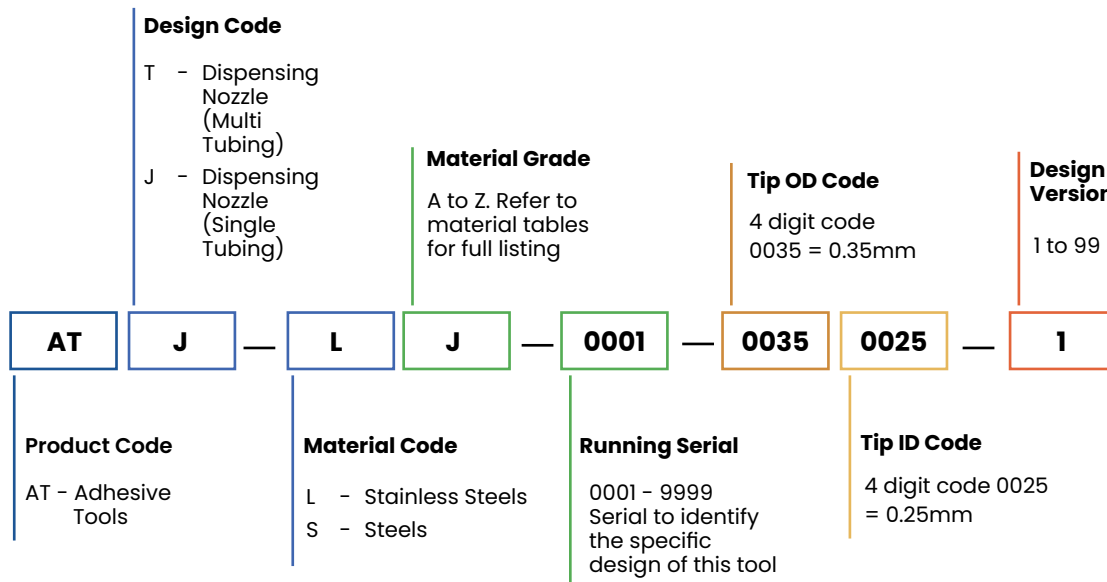 Design Code
T - Dispensing
Nozzle
(Multi
Tubing)
J - Dispensing
Nozzle
(Single
Tubing)
Material Grade
A to Z. Refer to
material tables
for full listing
Tip OD Code
4 digit code
0035 = 0.35mm
Design
Version
1 to 99
AT J — L J — 0001 — 0035 0025 — 1
Product Code
AT - Adhesive
Tools
Material Code
L - Stainless Steels
S - Steels
Running Serial
0001 - 9999
Serial to identify
the specific
design of this tool
Tip ID Code
4 digit code 0025
= 0.25mm